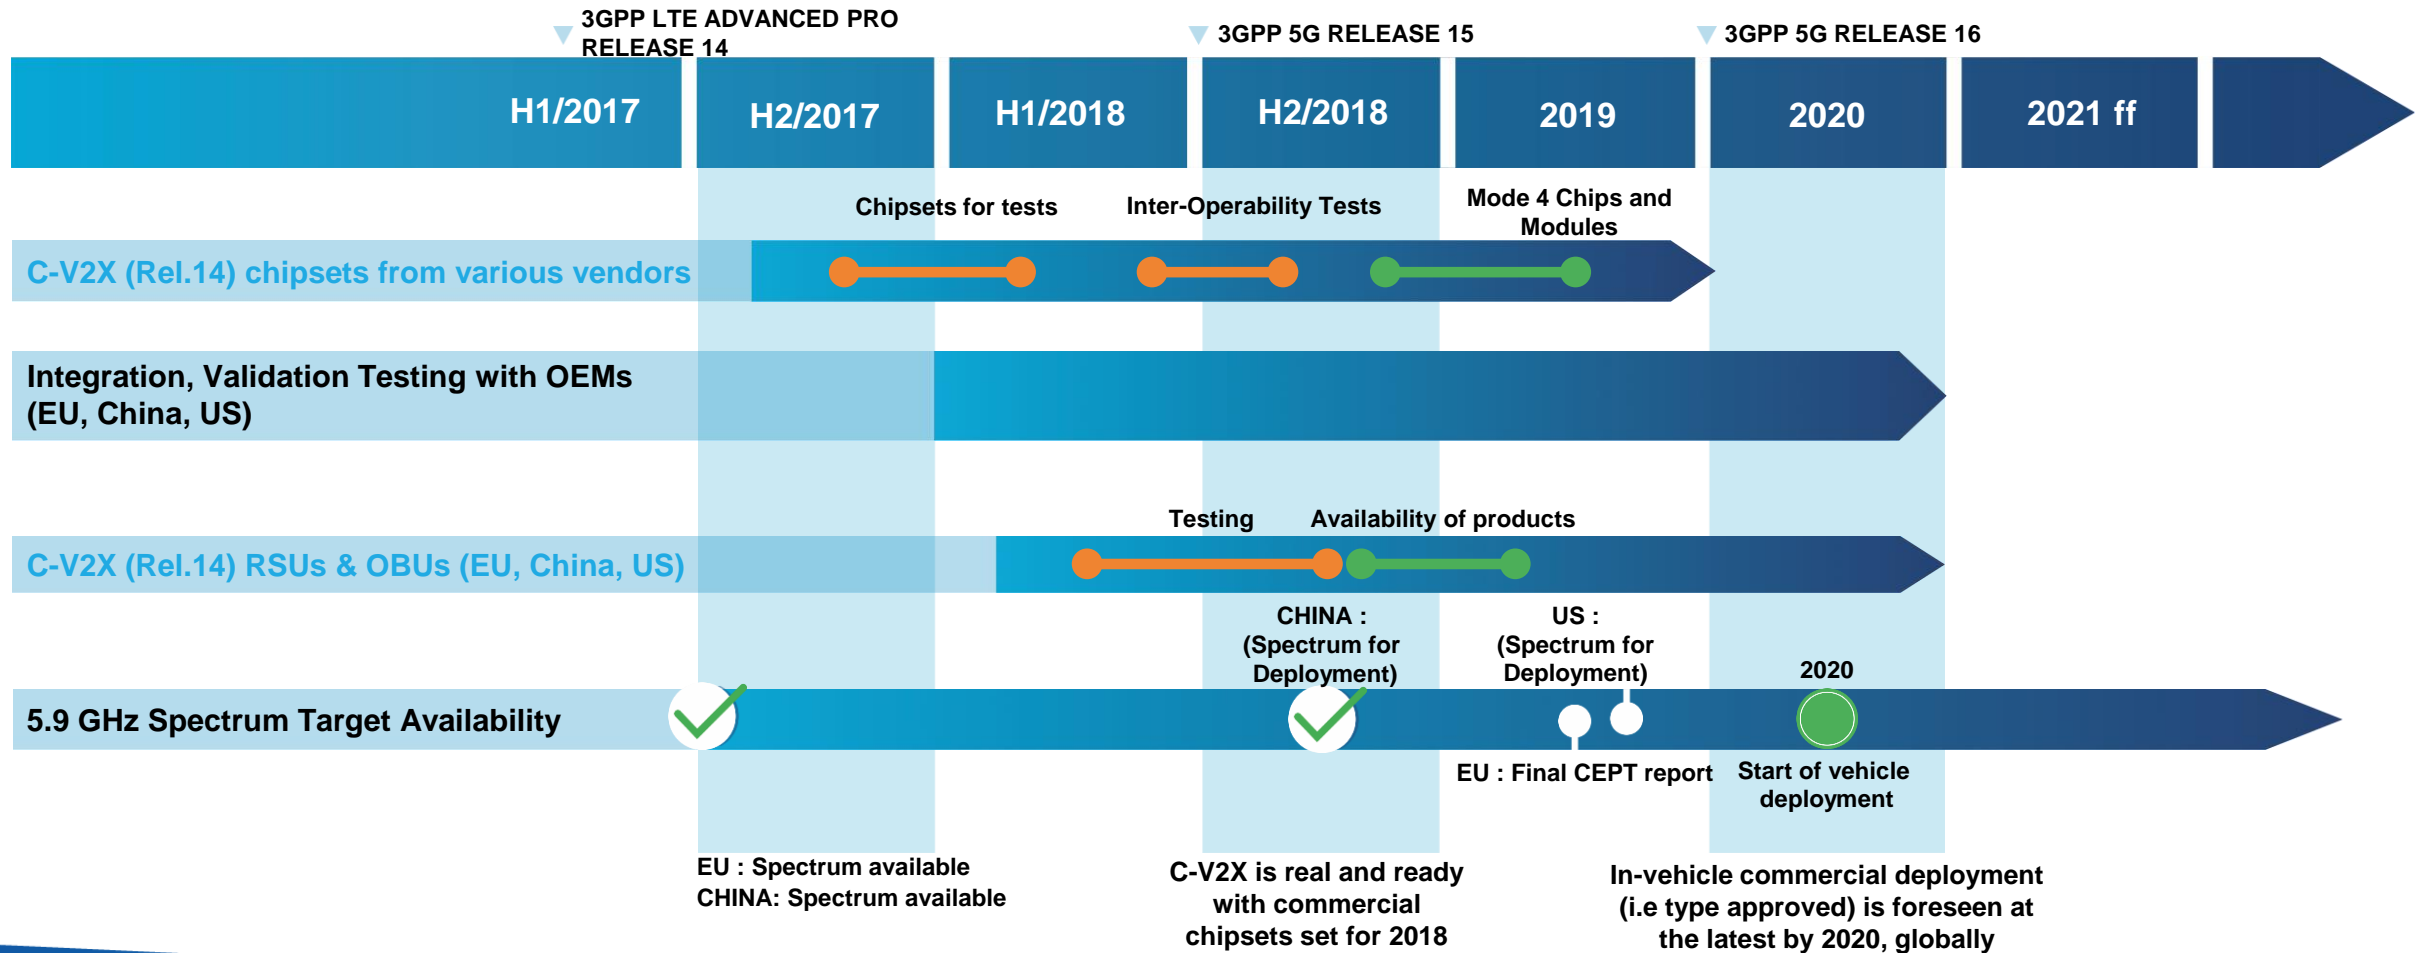 3GPP LTE ADVANCED PRO
RELEASE 14
3GPP 5G RELEASE 15
3GPP 5G RELEASE 16
H1/2017
H2/2017
H1/2018
H2/2018
2019
2020
2021 ff
Chipsets for tests
Inter-Operability Tests
Mode 4 Chips and
Modules
C-V2X (Rel.14) chipsets from various vendors
Integration, Validation Testing with OEMs
(EU, China, US)
Testing
Availability of products
C-V2X (Rel.14) RSUs & OBUs (EU, China, US)
CHINA :
(Spectrum for
Deployment)
US :
(Spectrum for
Deployment)
2020
5.9 GHz Spectrum Target Availability
EU : Final CEPT report
Start of vehicle
deployment
EU : Spectrum available
CHINA: Spectrum available
C-V2X is real and ready
with commercial
chipsets set for 2018
In-vehicle commercial deployment
(i.e type approved) is foreseen at
the latest by 2020, globally